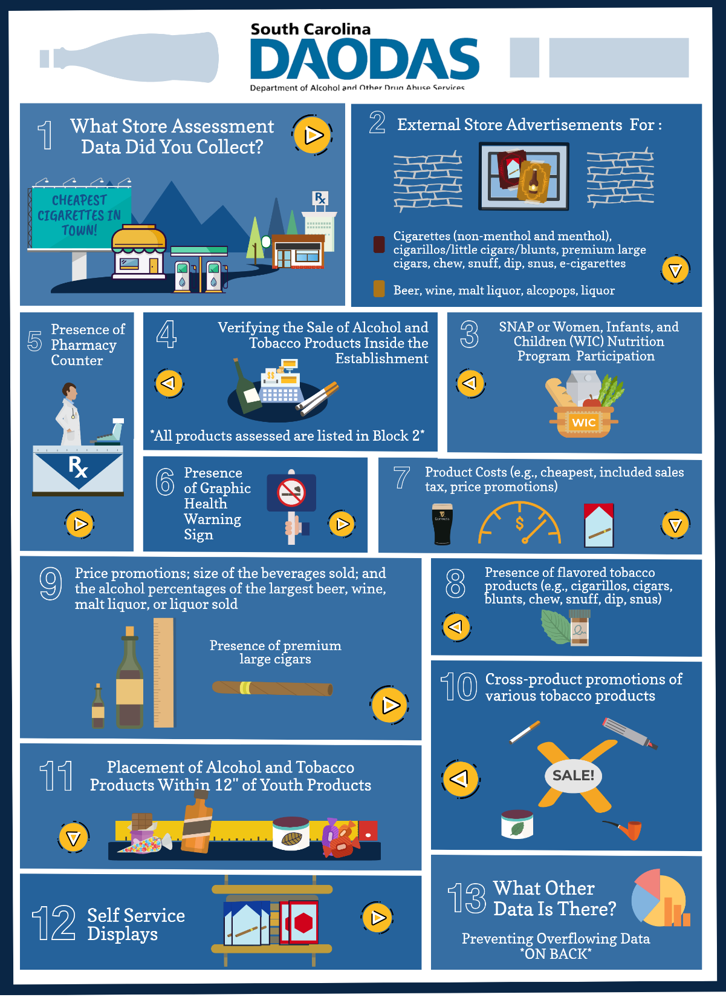 South Carolina
DAODAS
Department of Alcohol and Other Drug Abuse Services
1
What Store Assessment
Data Did You Collect?
CHEAPEST
CIGARETTES IN
TOWN!
Rx
2
External Store Advertisements For :
Cigarettes (non-menthol and menthol),
cigarillos/little cigars/blunts, premium large
cigars, chew, snuff, dip, snus, e-cigarettes
Beer, wine, malt liquor, alcopops, liquor
3
SNAP or Women, Infants, and
Children (WIC) Nutrition
Program Participation
WIC
4
Verifying the Sale of Alcohol and
Tobacco Products Inside the
Establishment
$$
*All products assessed are listed in Block 2*
5
Presence of
Pharmacy
Counter
Rx
6
Presence
of Graphic
Health
Warning
Sign
7
Product Costs (e.g., cheapest, included sales
tax, price promotions)
GUINNESS
$
8
Presence of flavored tobacco
products (e.g., cigarillos, cigars,
blunts, chew, snuff, dip, snus)
9
Price promotions; size of the beverages sold; and
the alcohol percentages of the largest beer, wine,
malt liquor, or liquor sold
Presence of premium
large cigars
10
Cross-product promotions of
various tobacco products
SALE!
11
Placement of Alcohol and Tobacco
Products Within 12" of Youth Products
12
Self Service
Displays
13
What Other
Data Is There?
Preventing Overflowing Data
*ON BACK*